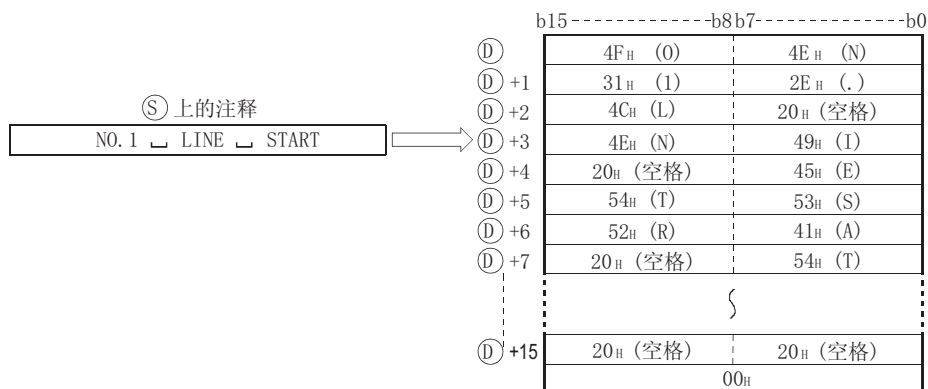 b15 b8 b7 b0
Ⓓ 4FH (O) 4EH (N)
Ⓓ +1 31H (1) 2EH (.)
Ⓢ 上的注释
Ⓓ +2 4CH (L) 20H (空格)
NO. 1 ␣ LINE ␣ START
Ⓓ +3 4EH (N) 49H (I)
Ⓓ +4 20H (空格) 45H (E)
Ⓓ +5 54H (T) 53H (S)
Ⓓ +6 52H (R) 41H (A)
Ⓓ +7 20H (空格) 54H (T)
Ⓓ +15 20H (空格) 20H (空格)
00H